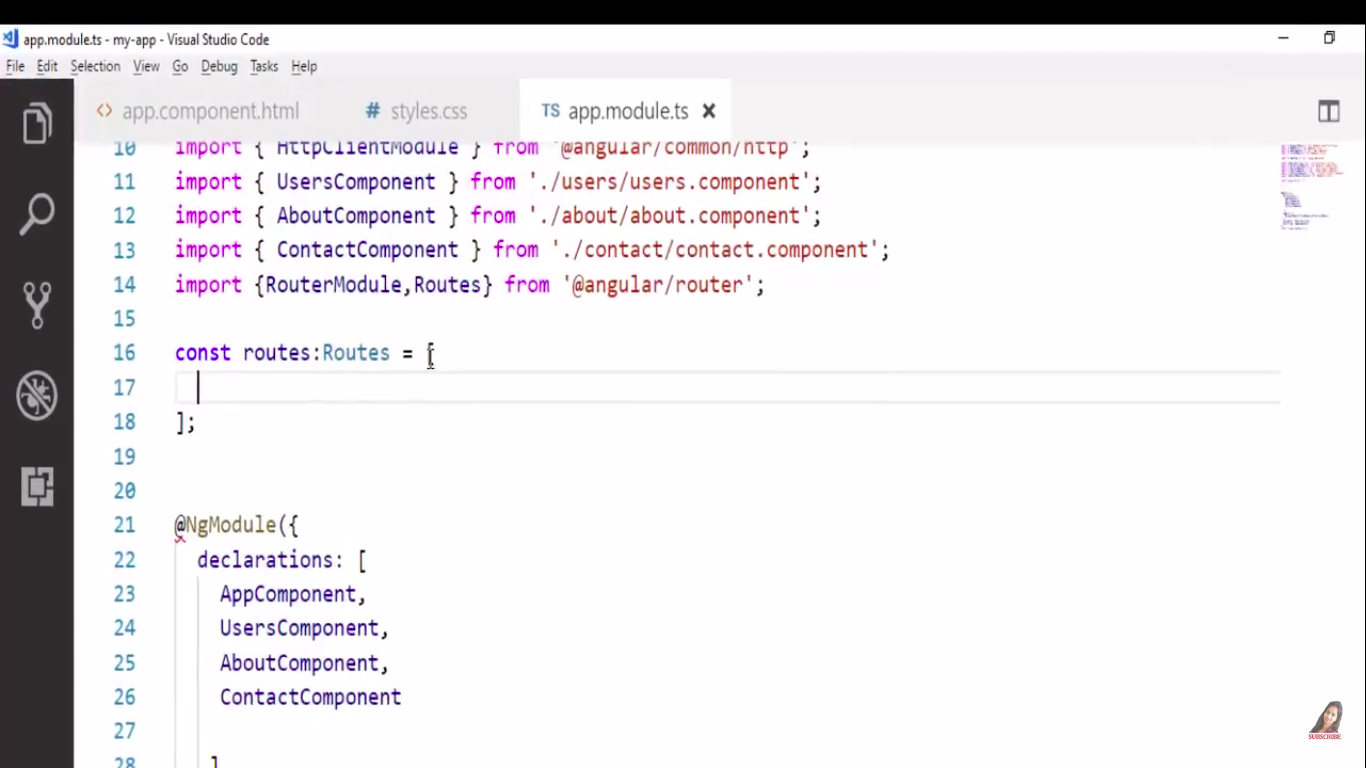 app.module.ts - my-app - Visual Studio Code
File Edit Selection View Go Debug Tasks Help
app.component.html # styles.css TS app.module.ts
10 import { HttpClientModule } from '@angular/common/http';
11 import { UsersComponent } from './users/users.component';
12 import { AboutComponent } from './about/about.component';
13 import { ContactComponent } from './contact/contact.component';
14 import {RouterModule,Routes} from '@angular/router';
15
16 const routes:Routes = [
17
18 ];
19
20
21 @NgModule({
22 declarations: [
23 AppComponent,
24 UsersComponent,
25 AboutComponent,
26 ContactComponent
27
28 ]
SUBSCRIBE